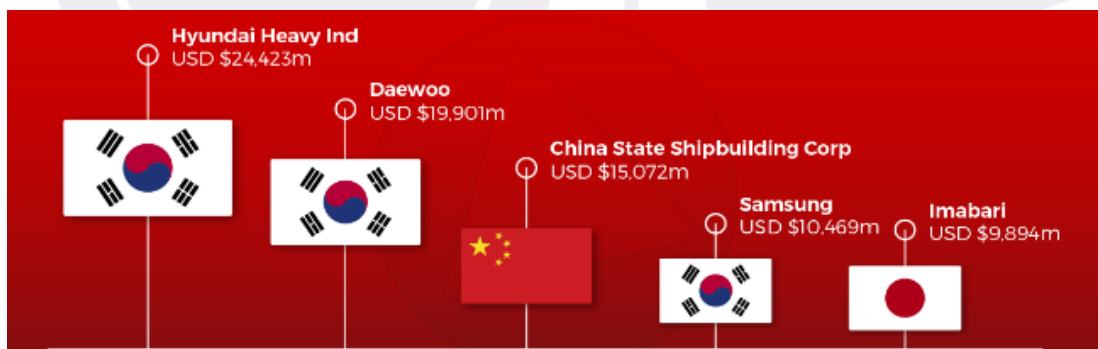 Hyundai Heavy Ind
USD $24,423m
Daewoo
USD $19,901m
China State Shipbuilding Corp
USD $15,072m
Samsung
USD $10,469m
Imabari
USD $9,894m